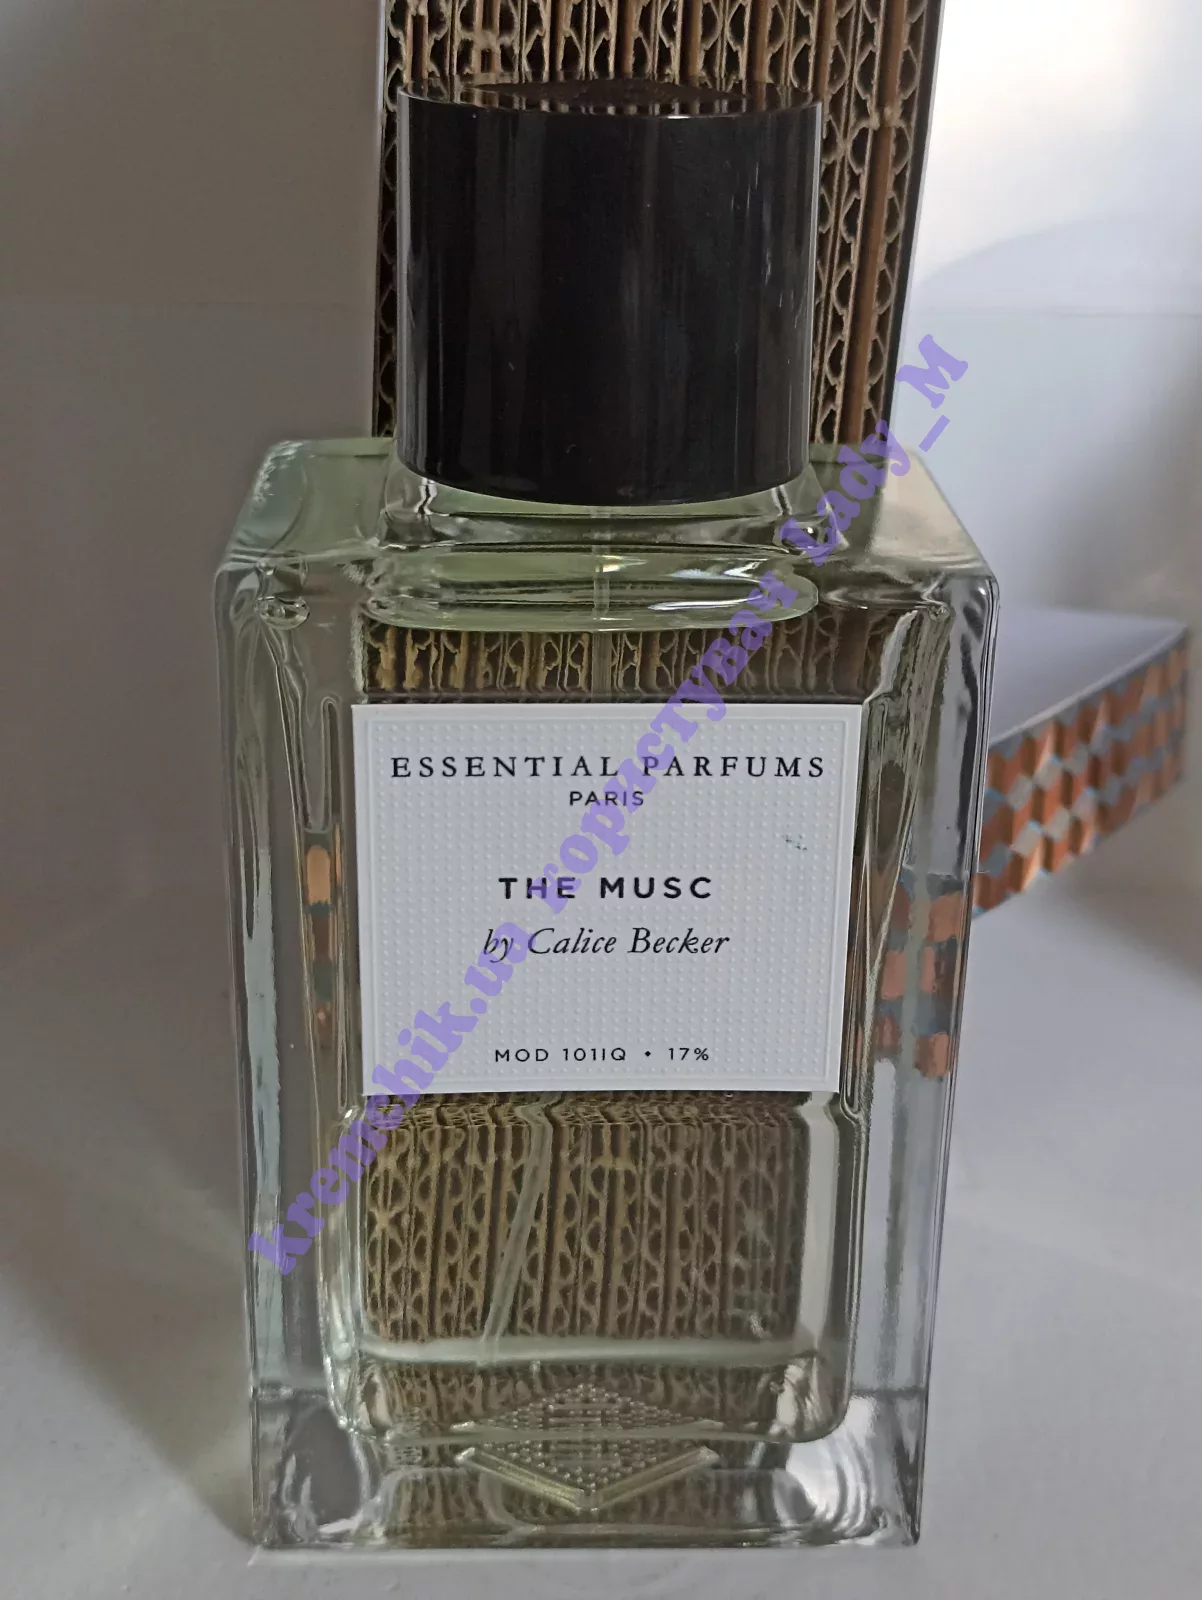 ESSENTIAL PARFUMS
PARIS
THE MUSC
by Calice Becker
MOD 101IQ • 17%
kremchik.ua користувач Lady_M